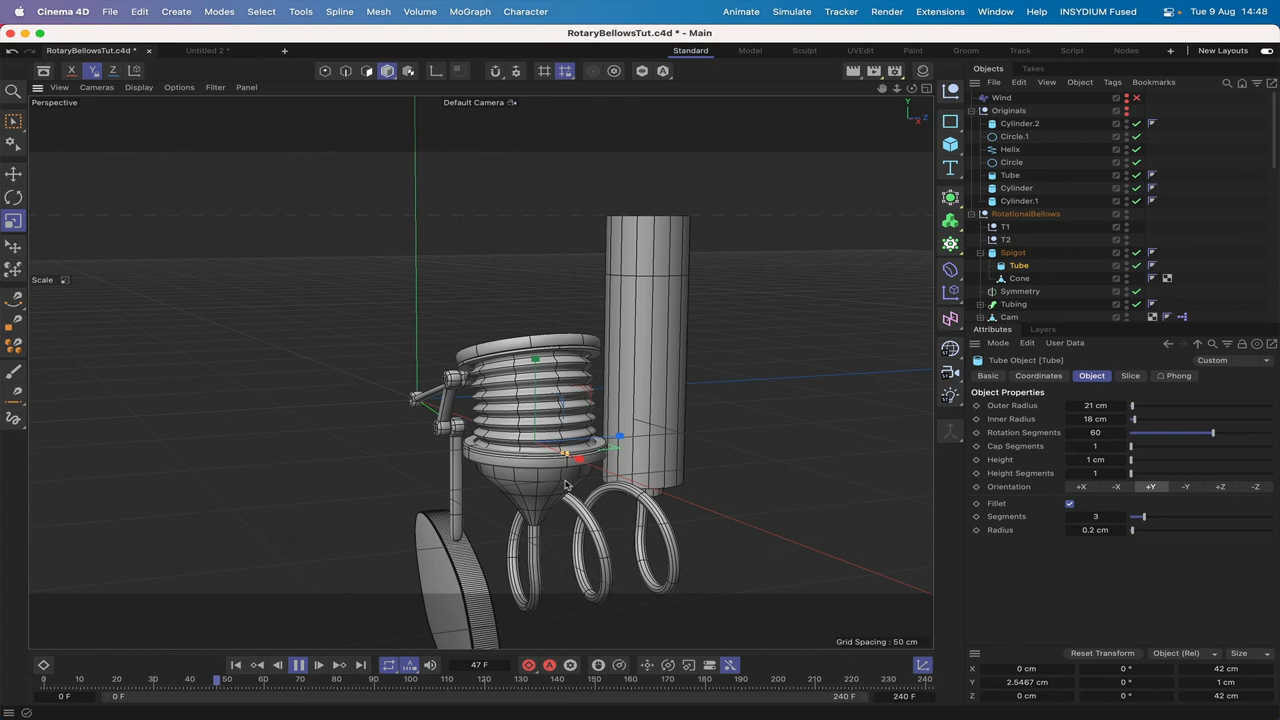 Cinema 4D File Edit Create Modes Select Tools Spline Mesh Volume MoGraph Character Animate Simulate Tracker Render Extensions Window Help INSYDIUM Fused Tue 9 Aug 14:48
RotaryBellowsTut.c4d * - Main
RotaryBellowsTut.c4d * Untitled 2 * Standard Model Sculpt UVEdit Paint Groom Track Script Nodes New Layouts
X Y Z
Objects Takes
View Cameras Display Options Filter Panel
File Edit View Object Tags Bookmarks
Perspective
Default Camera
Y
Z
X
Wind
Originals
Cylinder.2
Circle.1
Helix
Circle
Tube
Cylinder
Cylinder.1
RotationalBellows
T1
T2
Spigot
Tube
Cone
Symmetry
Tubing
Cam
Scale
Attributes Layers
Mode Edit User Data
Tube Object [Tube] Custom
Basic Coordinates Object Slice Phong
Object Properties
Outer Radius 21 cm
Inner Radius 18 cm
Rotation Segments 60
Cap Segments 1
Height 1 cm
Height Segments 1
Orientation +X -X +Y -Y +Z -Z
Fillet
Segments 3
Radius 0.2 cm
Grid Spacing : 50 cm
Reset Transform Object (Rel) Size
X 0 cm 0 ° 42 cm
Y 2.5467 cm 0 ° 1 cm
Z 0 cm 0 ° 42 cm
47 F
0 10 20 30 40 50 60 70 80 90 100 110 120 130 140 150 160 170 180 190 200 210 220 230 240
0 F 0 F 240 F 240 F